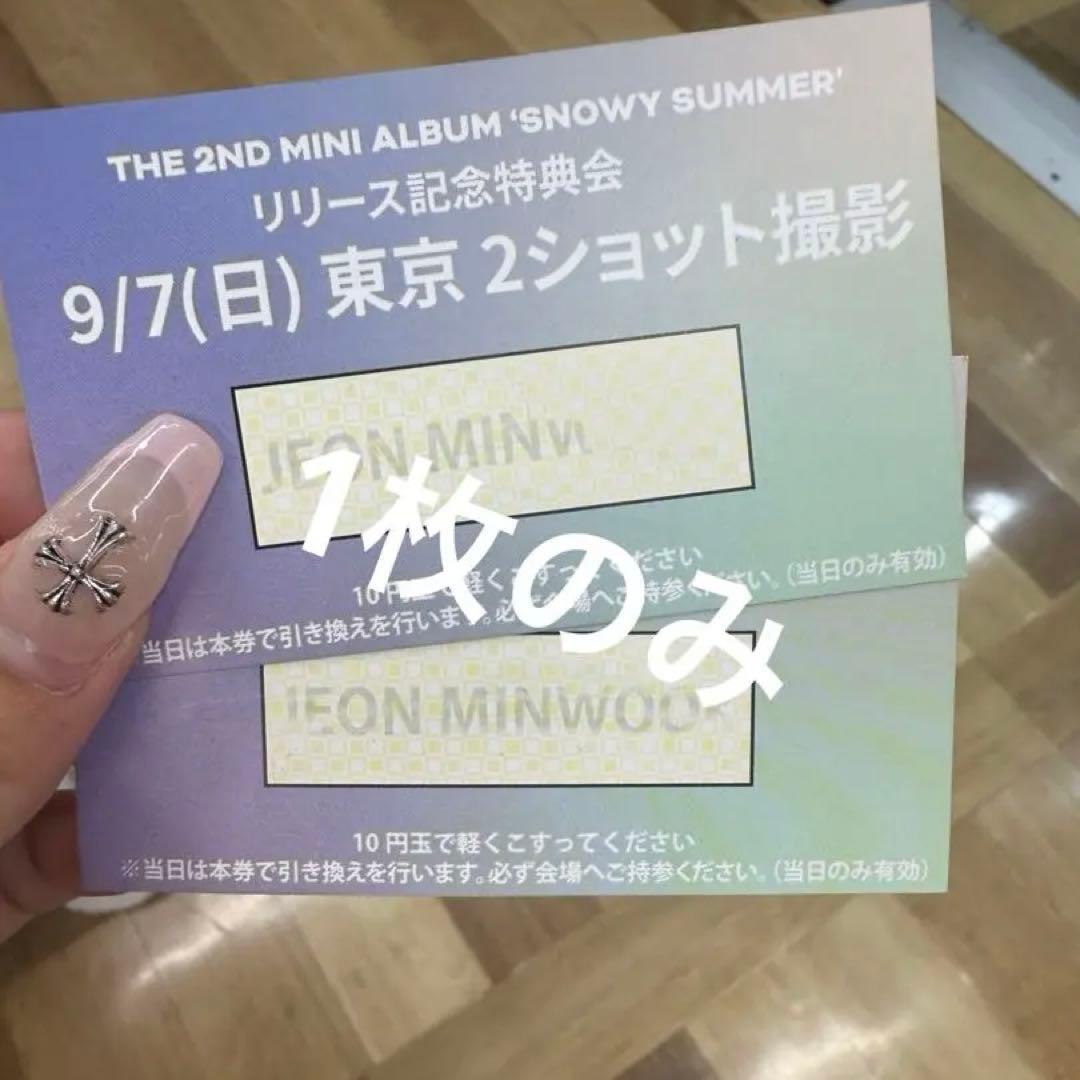 THE 2ND MINI ALBUM 'SNOWY SUMMER'
リリース記念特典会
9/7(日) 東京 2ショット撮影
JEON MINW
1枚のみ
10円玉で軽くこすってください
当日は本券で引き換えを行います。必ず会場へご持参ください。(当日のみ有効)
JEON MINWOOK
10円玉で軽くこすってください
※当日は本券で引き換えを行います。必ず会場へご持参ください。(当日のみ有効)